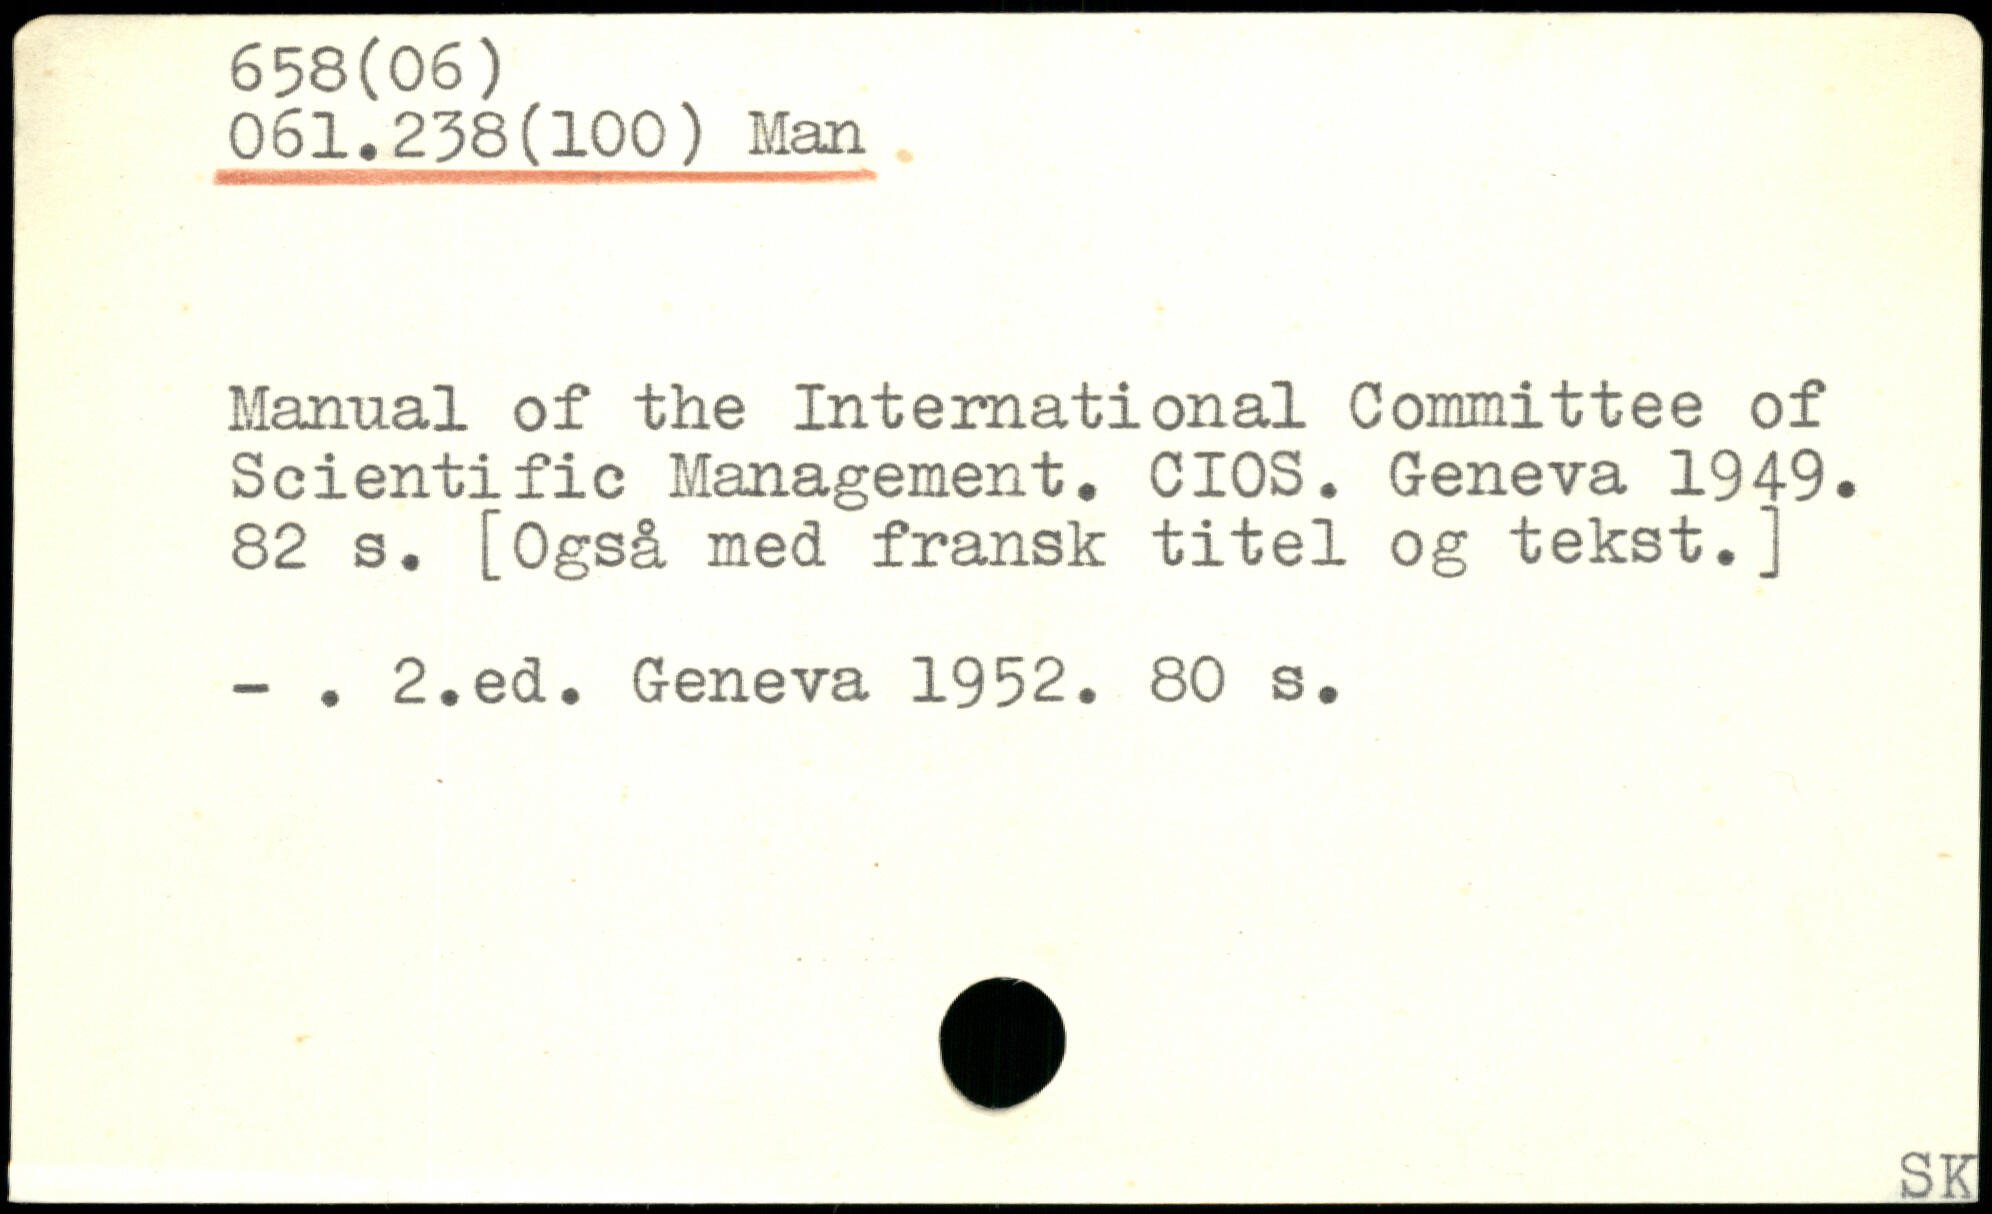 658(06)
061.238(100) Man
Manual of the International Committee of
Scientific Management. CIOS. Geneva 1949.
82 s. [Også med fransk titel og tekst.]
- . 2.ed. Geneva 1952. 80 s.
SK